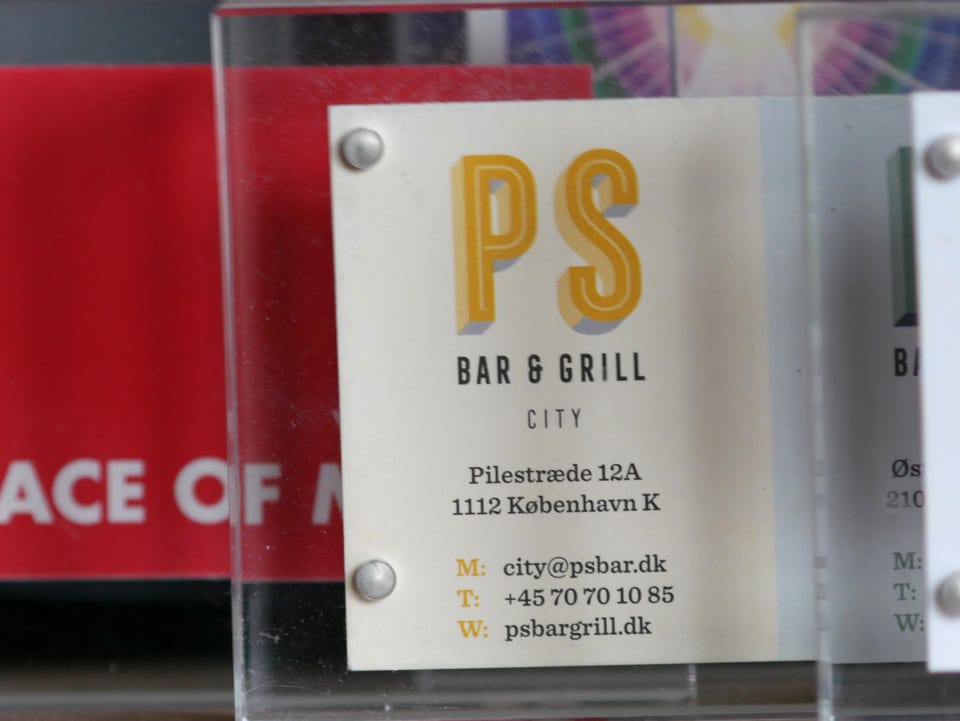 ACE OF
PS
BAR & GRILL
CITY
Pilestræde 12A
1112 København K
M: city@psbar.dk
T: +45 70 70 10 85
W: psbargrill.dk
M:
T:
W: